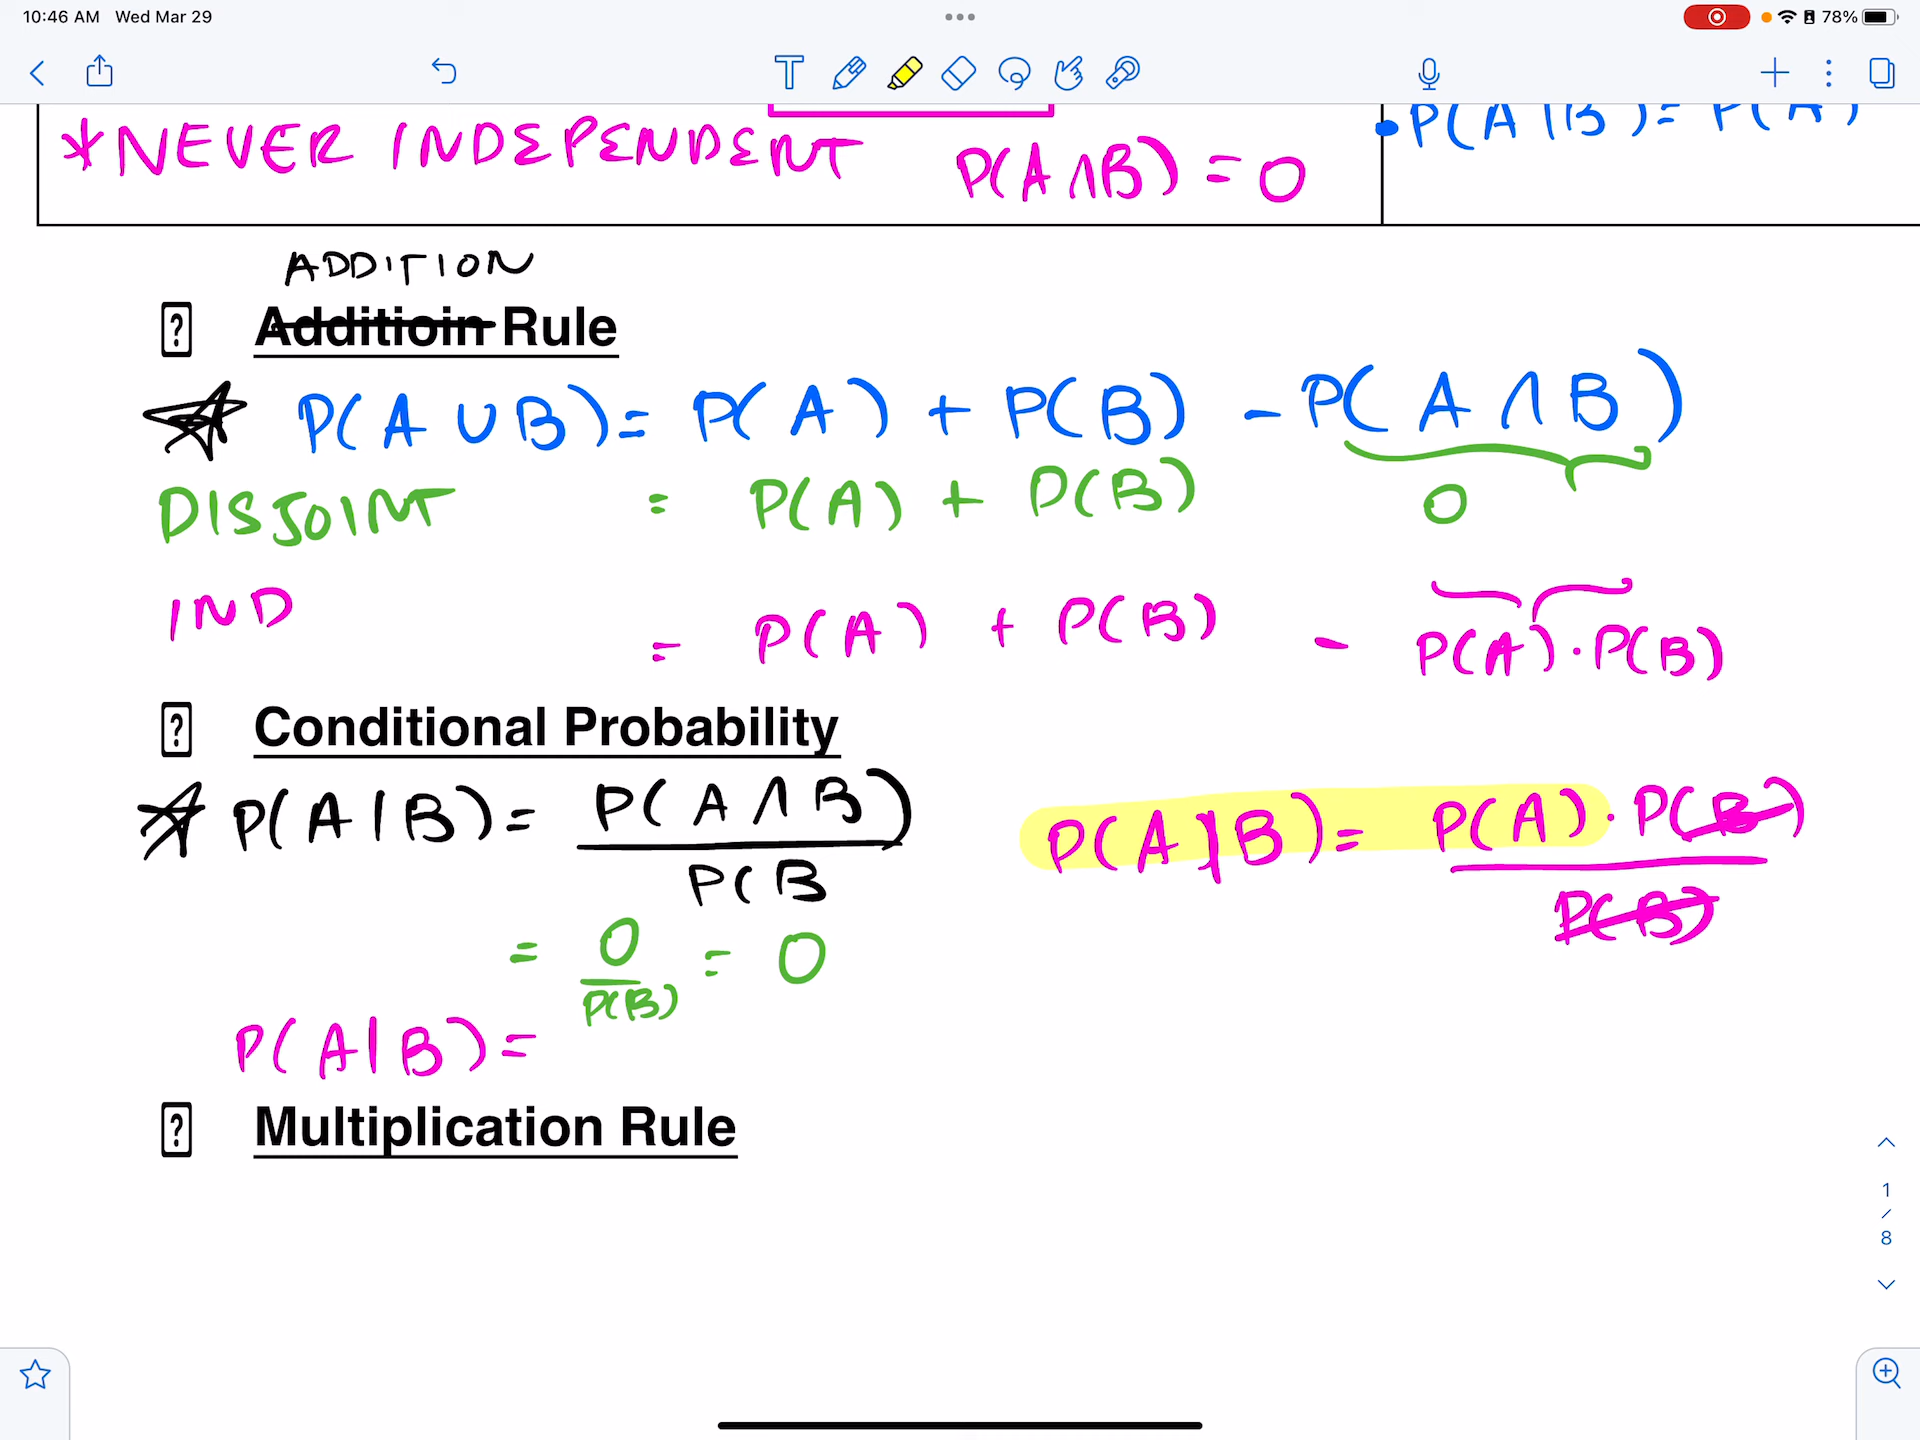 10:46 AM Wed Mar 29
78%
P(A|B)= P(A)
*NEVER INDEPENDENT P(A∩B)=0
ADDITION
Additioin Rule
P(A∪B)= P(A) + P(B) - P(A∩B)
DISJOINT = P(A) + P(B) 0
IND = P(A) + P(B) - P(A)·P(B)
Conditional Probability
P(A|B)= P(A∩B)
P(B
P(A|B)= P(A)·P(B)
P(B)
= 0 = 0
P(B)
P(A|B)=
Multiplication Rule
1
/
8